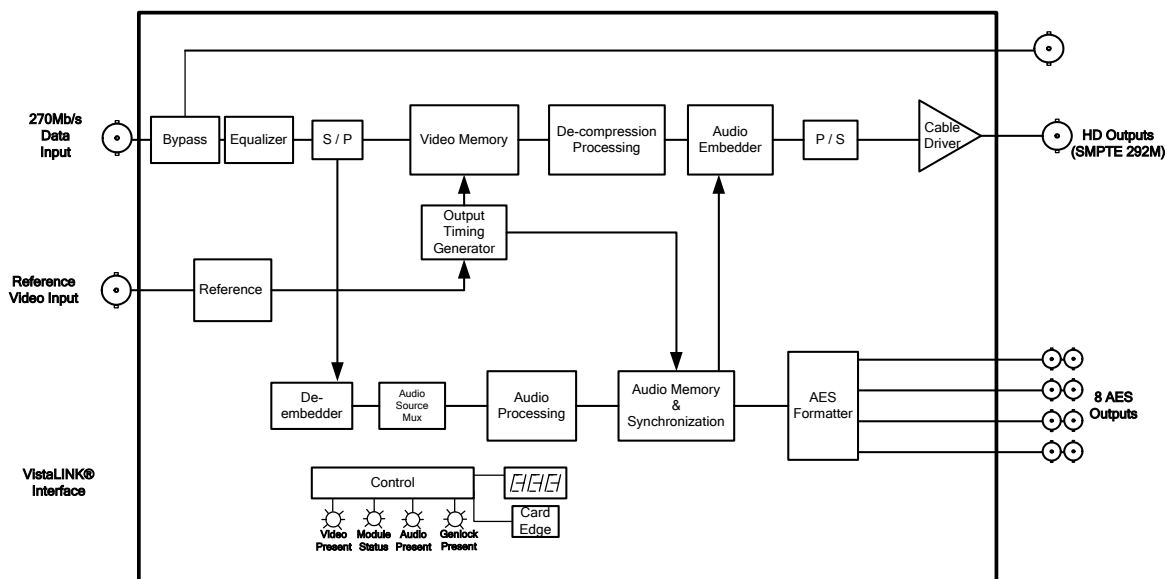 270Mb/s
Data
Input
Bypass
Equalizer
S / P
Video Memory
De-compression
Processing
Audio
Embedder
P / S
Cable
Driver
HD Outputs
(SMPTE 292M)
Output
Timing
Generator
Reference
Video Input
Reference
De-
embedder
Audio
Source
Mux
Audio
Processing
Audio Memory
&
Synchronization
AES
Formatter
8 AES
Outputs
VistaLINK®
Interface
Control
Card
Edge
Video
Present
Module
Status
Audio
Present
Genlock
Present